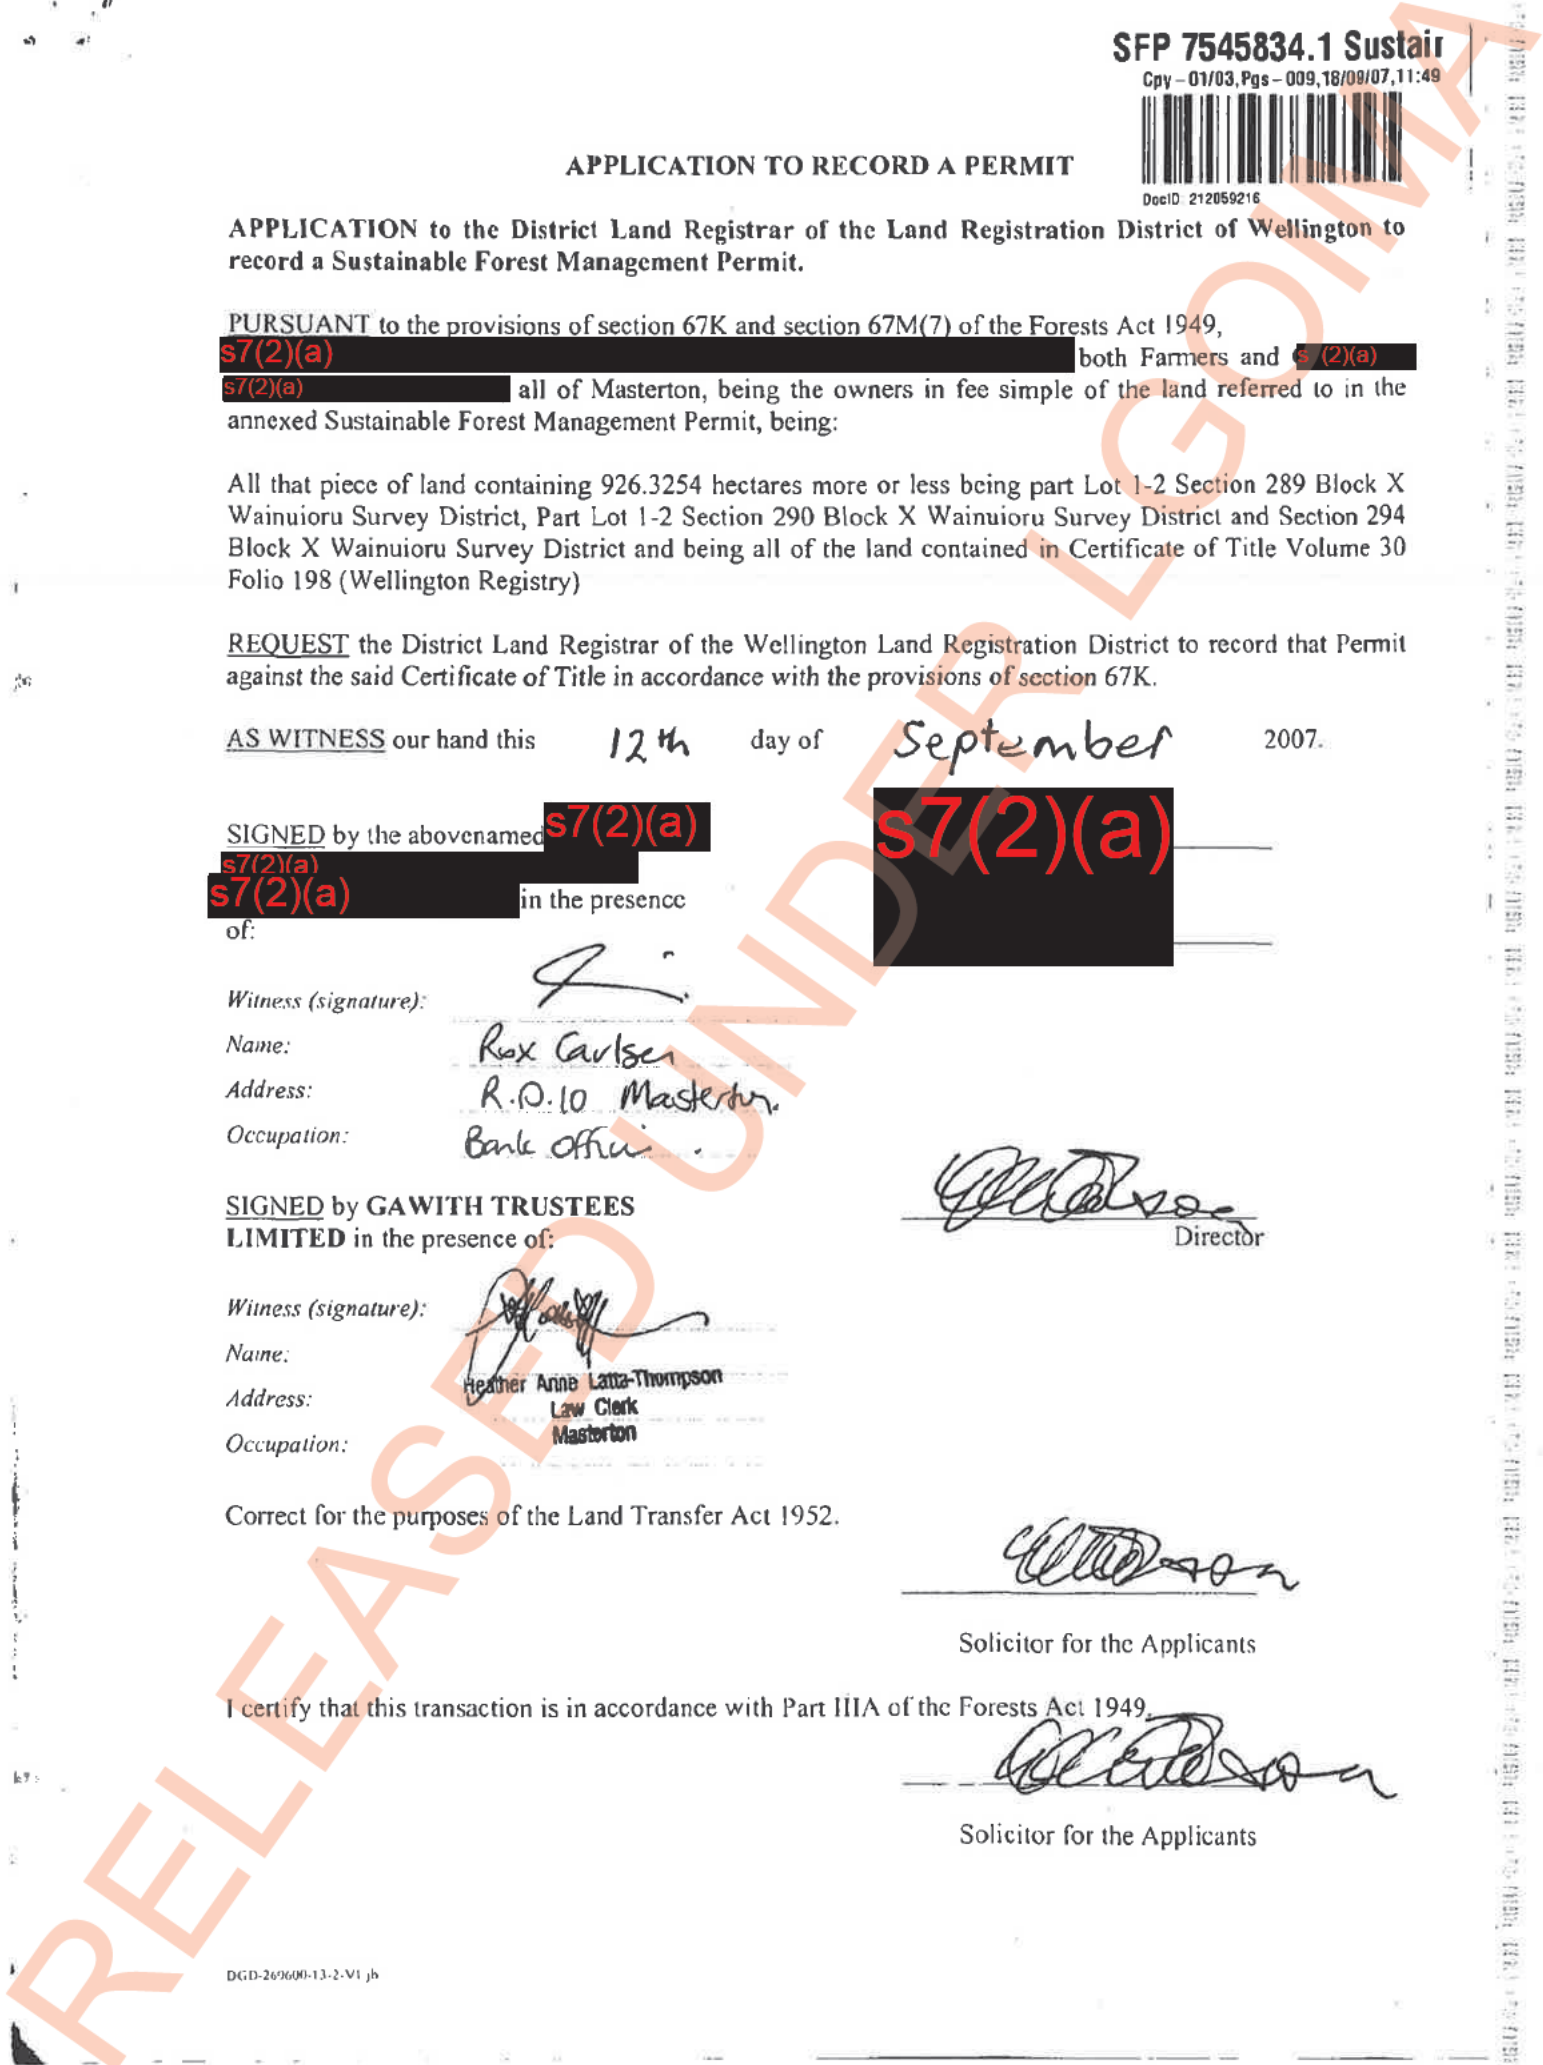 SFP 7545834.1 Sustair
Cpy – 01/03, Pgs – 009, 18/09/07, 11:49
DocID: 212059216
APPLICATION TO RECORD A PERMIT
APPLICATION to the District Land Registrar of the Land Registration District of Wellington to
record a Sustainable Forest Management Permit.
PURSUANT to the provisions of section 67K and section 67M(7) of the Forests Act 1949,
s7(2)(a) both Farmers and s (2)(a)
s7(2)(a) all of Masterton, being the owners in fee simple of the land referred to in the
annexed Sustainable Forest Management Permit, being:
All that piece of land containing 926.3254 hectares more or less being part Lot 1-2 Section 289 Block X
Wainuioru Survey District, Part Lot 1-2 Section 290 Block X Wainuioru Survey District and Section 294
Block X Wainuioru Survey District and being all of the land contained in Certificate of Title Volume 30
Folio 198 (Wellington Registry)
REQUEST the District Land Registrar of the Wellington Land Registration District to record that Permit
against the said Certificate of Title in accordance with the provisions of section 67K.
AS WITNESS our hand this 12th day of September 2007.
SIGNED by the abovenamed s7(2)(a) s7(2)(a)
s7(2)(a)
s7(2)(a) in the presence
of:
Witness (signature):
Name: Rex Carlsen
Address: R.D.10 Masterton.
Occupation: Bank Officer.
SIGNED by GAWITH TRUSTEES
LIMITED in the presence of:
Director
Witness (signature):
Name:
Heather Anne Latta-Thompson
Address:
Law Clerk
Masterton
Occupation:
Correct for the purposes of the Land Transfer Act 1952.
Solicitor for the Applicants
I certify that this transaction is in accordance with Part IIIA of the Forests Act 1949.
Solicitor for the Applicants
DGD-269600-13-2-V1 jh
RELEASED UNDER LGOIMA